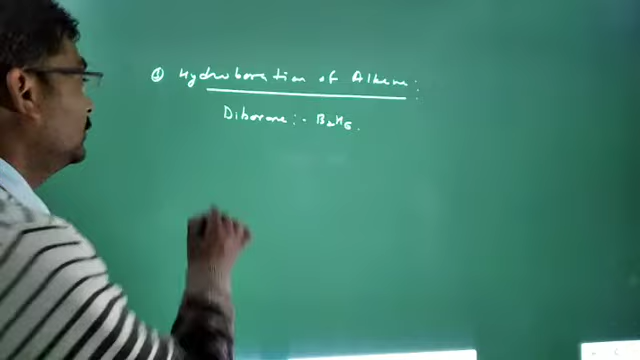 ① Hydroboration of Alkene :
Diborane :- B₂H₆.